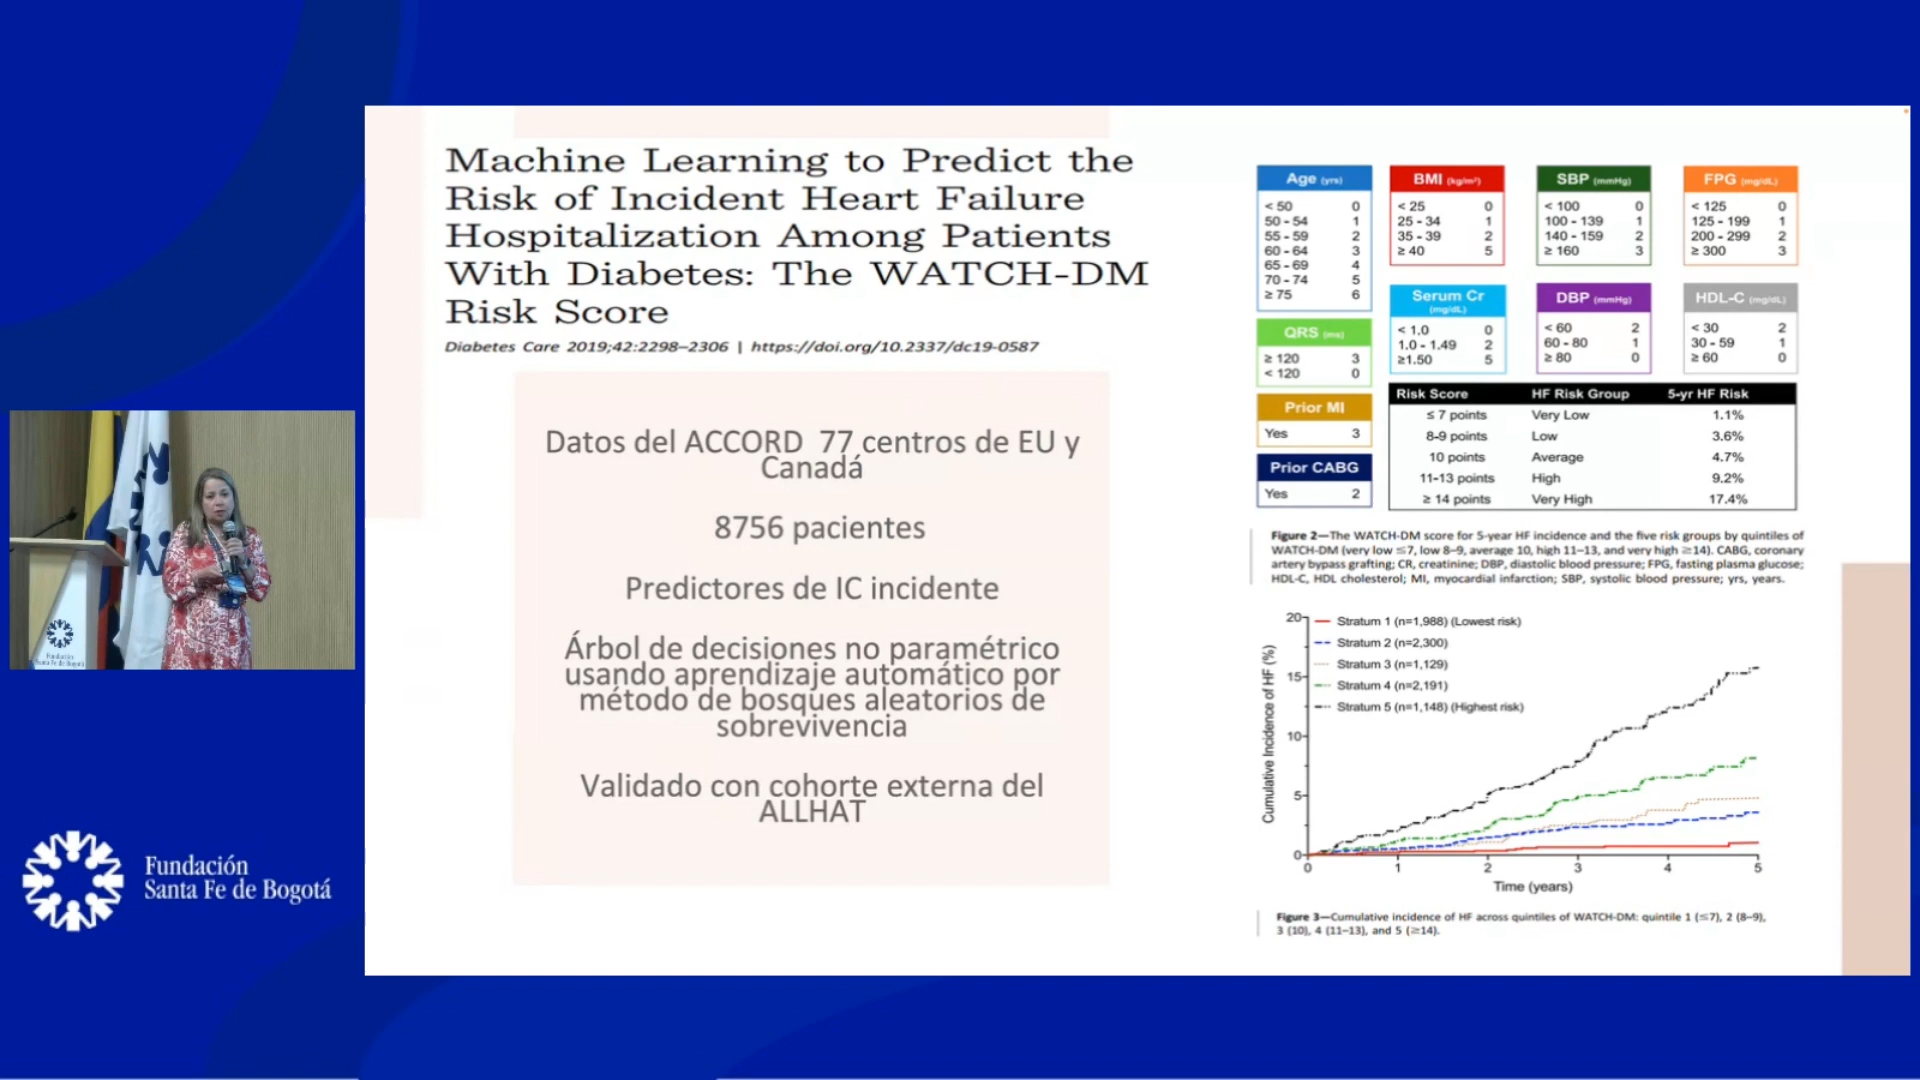 Machine Learning to Predict the
Risk of Incident Heart Failure
Hospitalization Among Patients
With Diabetes: The WATCH-DM
Risk Score
Diabetes Care 2019;42:2298–2306 | https://doi.org/10.2337/dc19-0587
Datos del ACCORD 77 centros de EU y
Canadá
8756 pacientes
Predictores de IC incidente
Árbol de decisiones no paramétrico
usando aprendizaje automático por
método de bosques aleatorios de
sobrevivencia
Validado con cohorte externa del
ALLHAT
Age (yrs)
< 50 0
50 - 54 1
55 - 59 2
60 - 64 3
65 - 69 4
70 - 74 5
≥ 75 6
BMI (kg/m²)
< 25 0
25 - 34 1
35 - 39 2
≥ 40 5
SBP (mmHg)
< 100 0
100 - 139 1
140 - 159 2
≥ 160 3
FPG (mg/dL)
< 125 0
125 - 199 1
200 - 299 2
≥ 300 3
QRS (ms)
≥ 120 3
< 120 0
Serum Cr
(mg/dL)
< 1.0 0
1.0 - 1.49 2
≥1.50 5
DBP (mmHg)
< 60 2
60 - 80 1
≥ 80 0
HDL-C (mg/dL)
< 30 2
30 - 59 1
≥ 60 0
Prior MI
Yes 3
Prior CABG
Yes 2
Risk Score HF Risk Group 5-yr HF Risk
≤ 7 points Very Low 1.1%
8-9 points Low 3.6%
10 points Average 4.7%
11-13 points High 9.2%
≥ 14 points Very High 17.4%
Figure 2—The WATCH-DM score for 5-year HF incidence and the five risk groups by quintiles of
WATCH-DM (very low ≤7, low 8–9, average 10, high 11–13, and very high ≥14). CABG, coronary
artery bypass grafting; CR, creatinine; DBP, diastolic blood pressure; FPG, fasting plasma glucose;
HDL-C, HDL cholesterol; MI, myocardial infarction; SBP, systolic blood pressure; yrs, years.
Cumulative Incidence of HF (%)
20
15
10
5
0
Stratum 1 (n=1,988) (Lowest risk)
Stratum 2 (n=2,300)
Stratum 3 (n=1,129)
Stratum 4 (n=2,191)
Stratum 5 (n=1,148) (Highest risk)
0 1 2 3 4 5
Time (years)
Figure 3—Cumulative incidence of HF across quintiles of WATCH-DM: quintile 1 (≤7), 2 (8–9),
3 (10), 4 (11–13), and 5 (≥14).
Fundación
Santa Fe de Bogotá
Fundación
Santa Fe de Bogotá